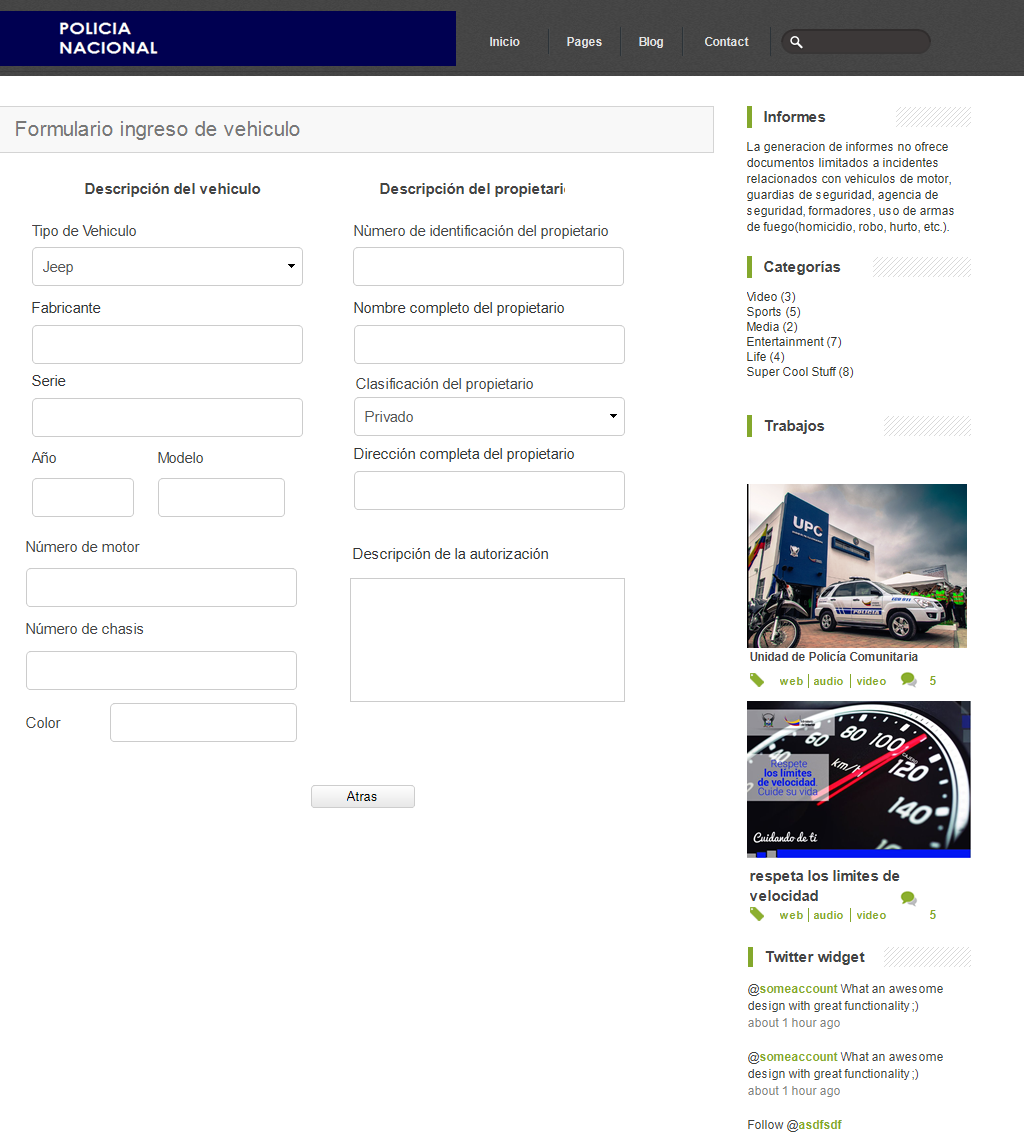 POLICIA
NACIONAL
Inicio
Pages
Blog
Contact
Formulario ingreso de vehiculo
Descripción del vehiculo
Descripción del propietari
Tipo de Vehiculo
Jeep
Fabricante
Serie
Año
Modelo
Número de motor
Número de chasis
Color
Nùmero de identificación del propietario
Nombre completo del propietario
Clasificación del propietario
Privado
Dirección completa del propietario
Descripción de la autorización
Atras
Informes
La generacion de informes no ofrece
documentos limitados a incidentes
relacionados con vehiculos de motor,
guardias de seguridad, agencia de
seguridad, formadores, uso de armas
de fuego(homicidio, robo, hurto, etc.).
Categorías
Video (3)
Sports (5)
Media (2)
Entertainment (7)
Life (4)
Super Cool Stuff (8)
Trabajos
UPC
POLICIA
Unidad de Policía Comunitaria
web audio video 5
60 80 100 120 140
km/h
Respete
los límites
de velocidad.
Cuide su vida
Cuidando de ti
respeta los limites de
velocidad
web audio video 5
Twitter widget
@someaccount What an awesome
design with great functionality ;)
about 1 hour ago
@someaccount What an awesome
design with great functionality ;)
about 1 hour ago
Follow @asdfsdf